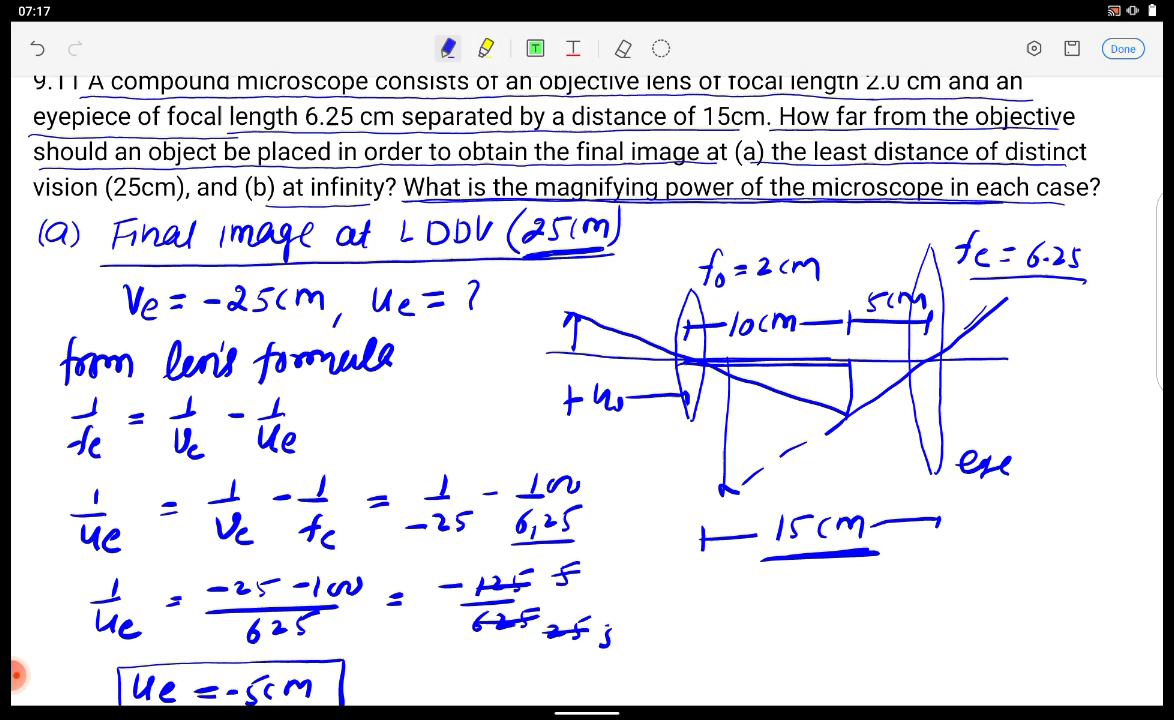 07:17
Done
9.11 A compound microscope consists of an objective lens of focal length 2.0 cm and an
eyepiece of focal length 6.25 cm separated by a distance of 15cm. How far from the objective
should an object be placed in order to obtain the final image at (a) the least distance of distinct
vision (25cm), and (b) at infinity? What is the magnifying power of the microscope in each case?
(a) Final image at LDDV (25cm)
Ve = -25cm, ue = ?
from len's formula
1/fe = 1/ve - 1/ue
1/ue = 1/ve - 1/fe = 1/-25 - 100/6,25
1/ue = -25-100/625 = -125/625 25 5
ue = -5cm
fo = 2cm
fe = 6.25
10cm
5cm
+uo
eye
15cm